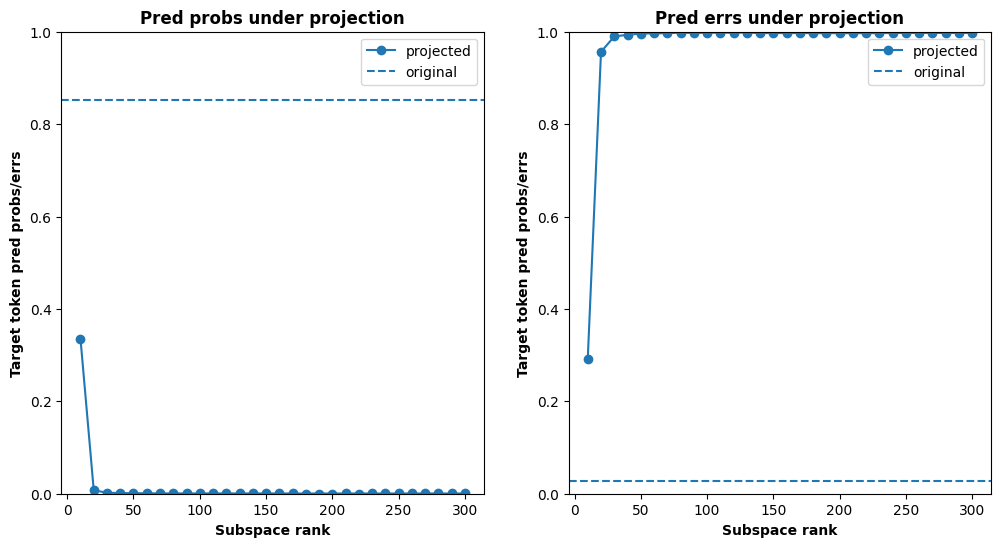 Pred probs under projection
Target token pred probs/errs
1.0
0.8
0.6
0.4
0.2
0.0
projected
original
0
50
100
150
200
250
300
Subspace rank
Pred errs under projection
Target token pred probs/errs
1.0
0.8
0.6
0.4
0.2
0.0
projected
original
0
50
100
150
200
250
300
Subspace rank